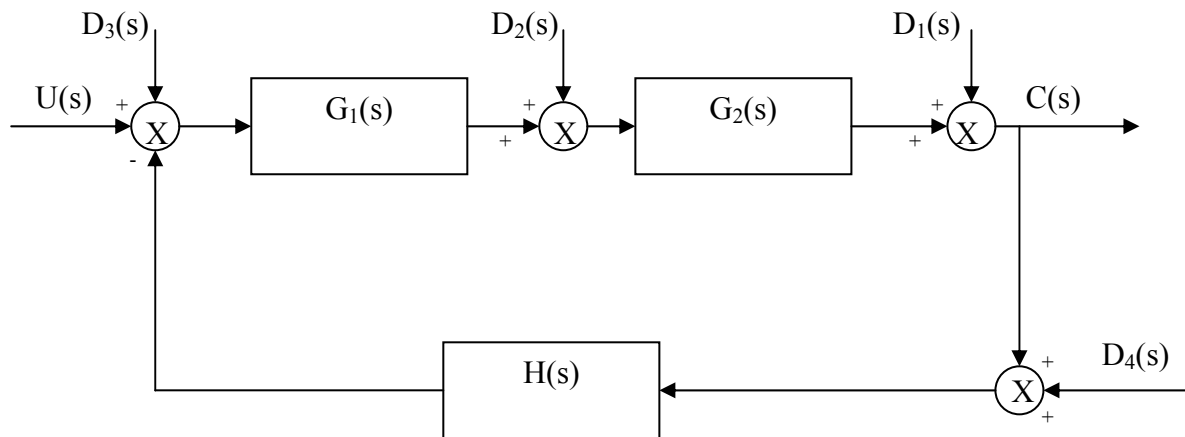 D₃(s) D₂(s) D₁(s)
U(s) + G₁(s) + G₂(s) + C(s)
X X X
- + +
H(s) + D₄(s)
X
+